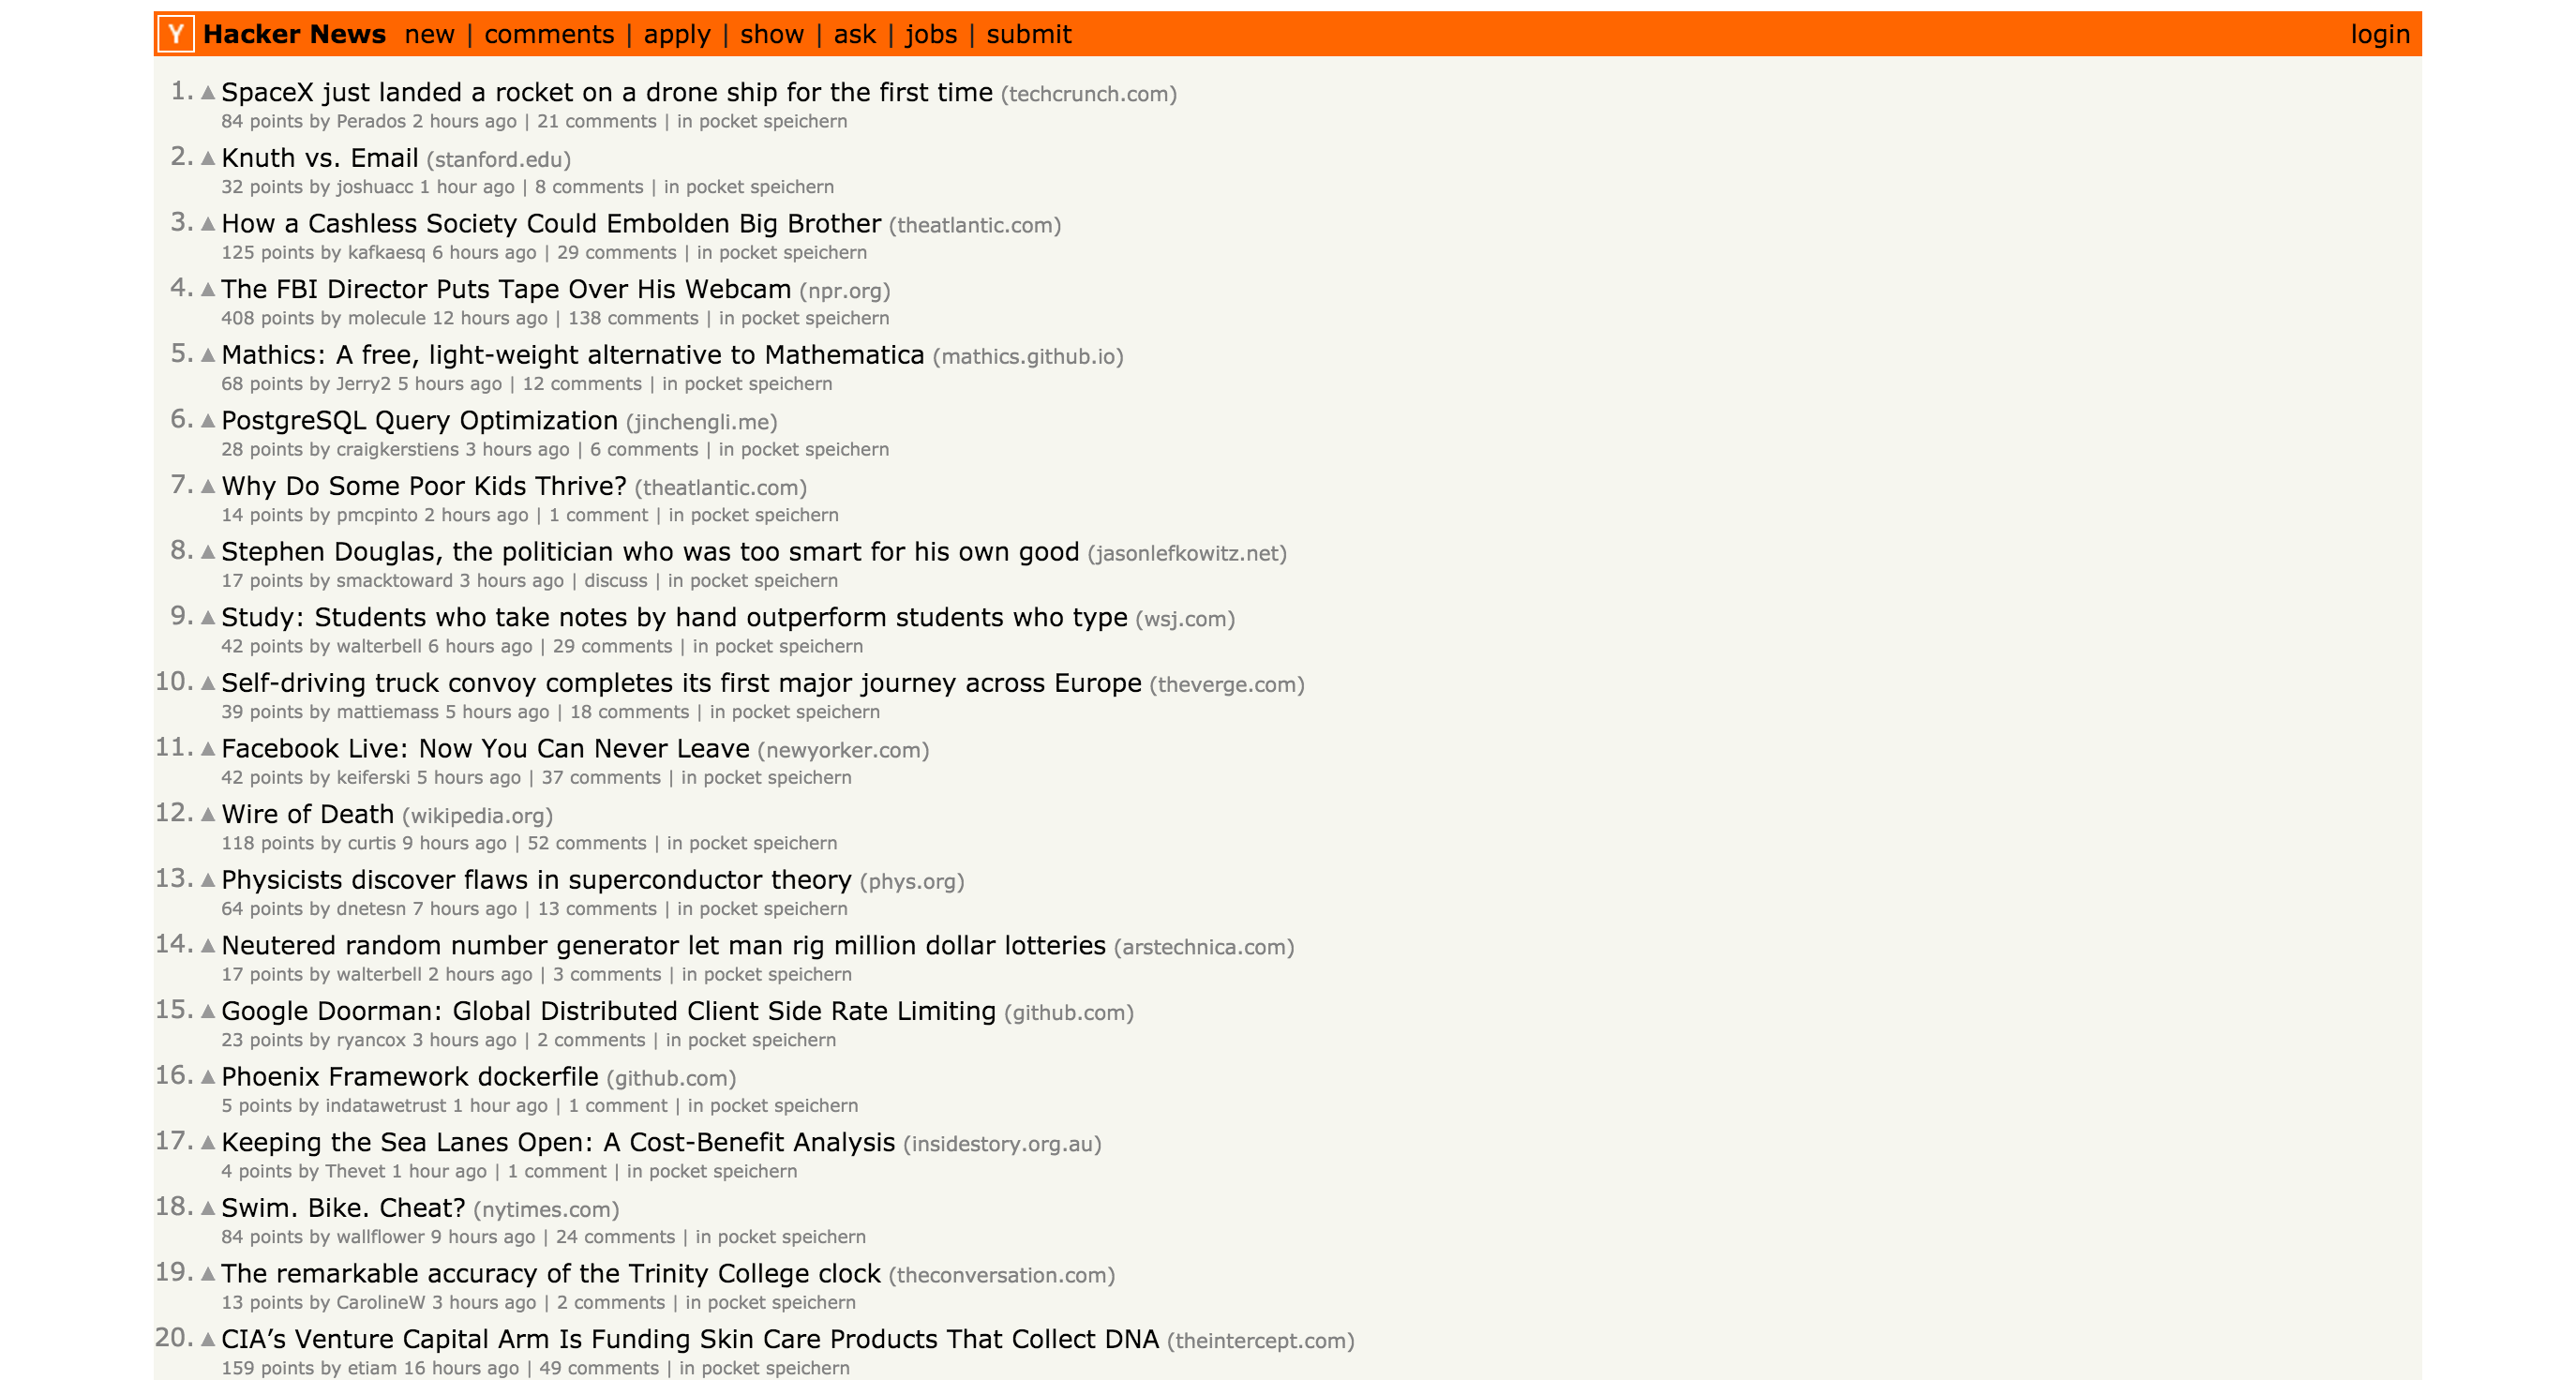 Y Hacker News new | comments | apply | show | ask | jobs | submit login
1. ▲ SpaceX just landed a rocket on a drone ship for the first time (techcrunch.com)
84 points by Perados 2 hours ago | 21 comments | in pocket speichern
2. ▲ Knuth vs. Email (stanford.edu)
32 points by joshuacc 1 hour ago | 8 comments | in pocket speichern
3. ▲ How a Cashless Society Could Embolden Big Brother (theatlantic.com)
125 points by kafkaesq 6 hours ago | 29 comments | in pocket speichern
4. ▲ The FBI Director Puts Tape Over His Webcam (npr.org)
408 points by molecule 12 hours ago | 138 comments | in pocket speichern
5. ▲ Mathics: A free, light-weight alternative to Mathematica (mathics.github.io)
68 points by Jerry2 5 hours ago | 12 comments | in pocket speichern
6. ▲ PostgreSQL Query Optimization (jinchengli.me)
28 points by craigkerstiens 3 hours ago | 6 comments | in pocket speichern
7. ▲ Why Do Some Poor Kids Thrive? (theatlantic.com)
14 points by pmcpinto 2 hours ago | 1 comment | in pocket speichern
8. ▲ Stephen Douglas, the politician who was too smart for his own good (jasonlefkowitz.net)
17 points by smacktoward 3 hours ago | discuss | in pocket speichern
9. ▲ Study: Students who take notes by hand outperform students who type (wsj.com)
42 points by walterbell 6 hours ago | 29 comments | in pocket speichern
10. ▲ Self-driving truck convoy completes its first major journey across Europe (theverge.com)
39 points by mattiemass 5 hours ago | 18 comments | in pocket speichern
11. ▲ Facebook Live: Now You Can Never Leave (newyorker.com)
42 points by keiferski 5 hours ago | 37 comments | in pocket speichern
12. ▲ Wire of Death (wikipedia.org)
118 points by curtis 9 hours ago | 52 comments | in pocket speichern
13. ▲ Physicists discover flaws in superconductor theory (phys.org)
64 points by dnetesn 7 hours ago | 13 comments | in pocket speichern
14. ▲ Neutered random number generator let man rig million dollar lotteries (arstechnica.com)
17 points by walterbell 2 hours ago | 3 comments | in pocket speichern
15. ▲ Google Doorman: Global Distributed Client Side Rate Limiting (github.com)
23 points by ryancox 3 hours ago | 2 comments | in pocket speichern
16. ▲ Phoenix Framework dockerfile (github.com)
5 points by indatawetrust 1 hour ago | 1 comment | in pocket speichern
17. ▲ Keeping the Sea Lanes Open: A Cost-Benefit Analysis (insidestory.org.au)
4 points by Thevet 1 hour ago | 1 comment | in pocket speichern
18. ▲ Swim. Bike. Cheat? (nytimes.com)
84 points by wallflower 9 hours ago | 24 comments | in pocket speichern
19. ▲ The remarkable accuracy of the Trinity College clock (theconversation.com)
13 points by CarolineW 3 hours ago | 2 comments | in pocket speichern
20. ▲ CIA’s Venture Capital Arm Is Funding Skin Care Products That Collect DNA (theintercept.com)
159 points by etiam 16 hours ago | 49 comments | in pocket speichern